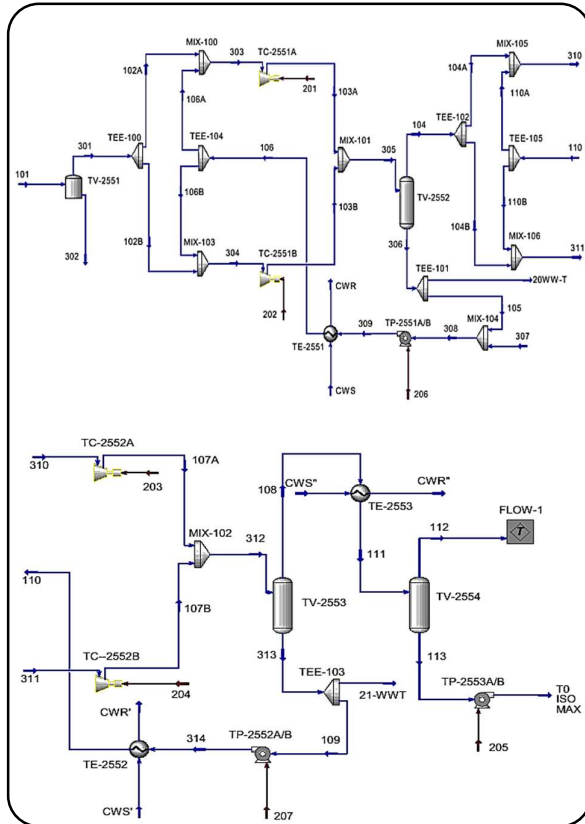 MIX-100
303
TC-2551A
MIX-105
310
102A
201
104A
106A
103A
110A
TEE-102
301
TEE-100
TEE-104
106
MIX-101
104
TEE-105
110
101
305
TV-2551
TV-2552
106B
103B
110B
104B
302
102B
MIX-103
304
TC-2551B
306
MIX-106
311
TEE-101
CWR
20WW-T
202
105
309
TP-2551A/B
308
MIX-104
307
TE-2551
CWS
206
TC-2552A
107A
310
203
108
CWS"
CWR"
TE-2553
FLOW-1
MIX-102
312
112
T
111
110
TV-2553
TV-2554
107B
TC--2552B
313
113
311
TEE-103
TP-2553A/B
204
21-WWT
T0
ISO
MAX
CWR'
314
TP-2552A/B
109
205
TE-2552
CWS'
207